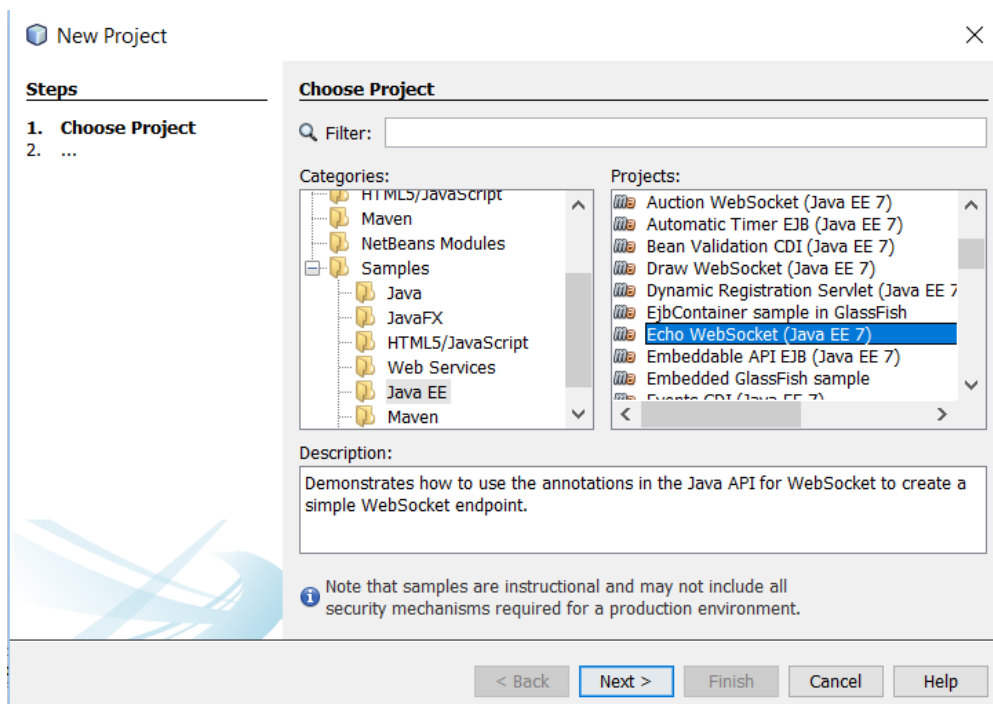 New Project
Steps
1. Choose Project
2. ...
Choose Project
Filter:
Categories:
HTML5/JavaScript
Maven
NetBeans Modules
Samples
Java
JavaFX
HTML5/JavaScript
Web Services
Java EE
Maven
Projects:
Auction WebSocket (Java EE 7)
Automatic Timer EJB (Java EE 7)
Bean Validation CDI (Java EE 7)
Draw WebSocket (Java EE 7)
Dynamic Registration Servlet (Java EE 7
EjbContainer sample in GlassFish
Echo WebSocket (Java EE 7)
Embeddable API EJB (Java EE 7)
Embedded GlassFish sample
Events CDI (Java EE 7)
Description:
Demonstrates how to use the annotations in the Java API for WebSocket to create a
simple WebSocket endpoint.
Note that samples are instructional and may not include all
security mechanisms required for a production environment.
< Back
Next >
Finish
Cancel
Help